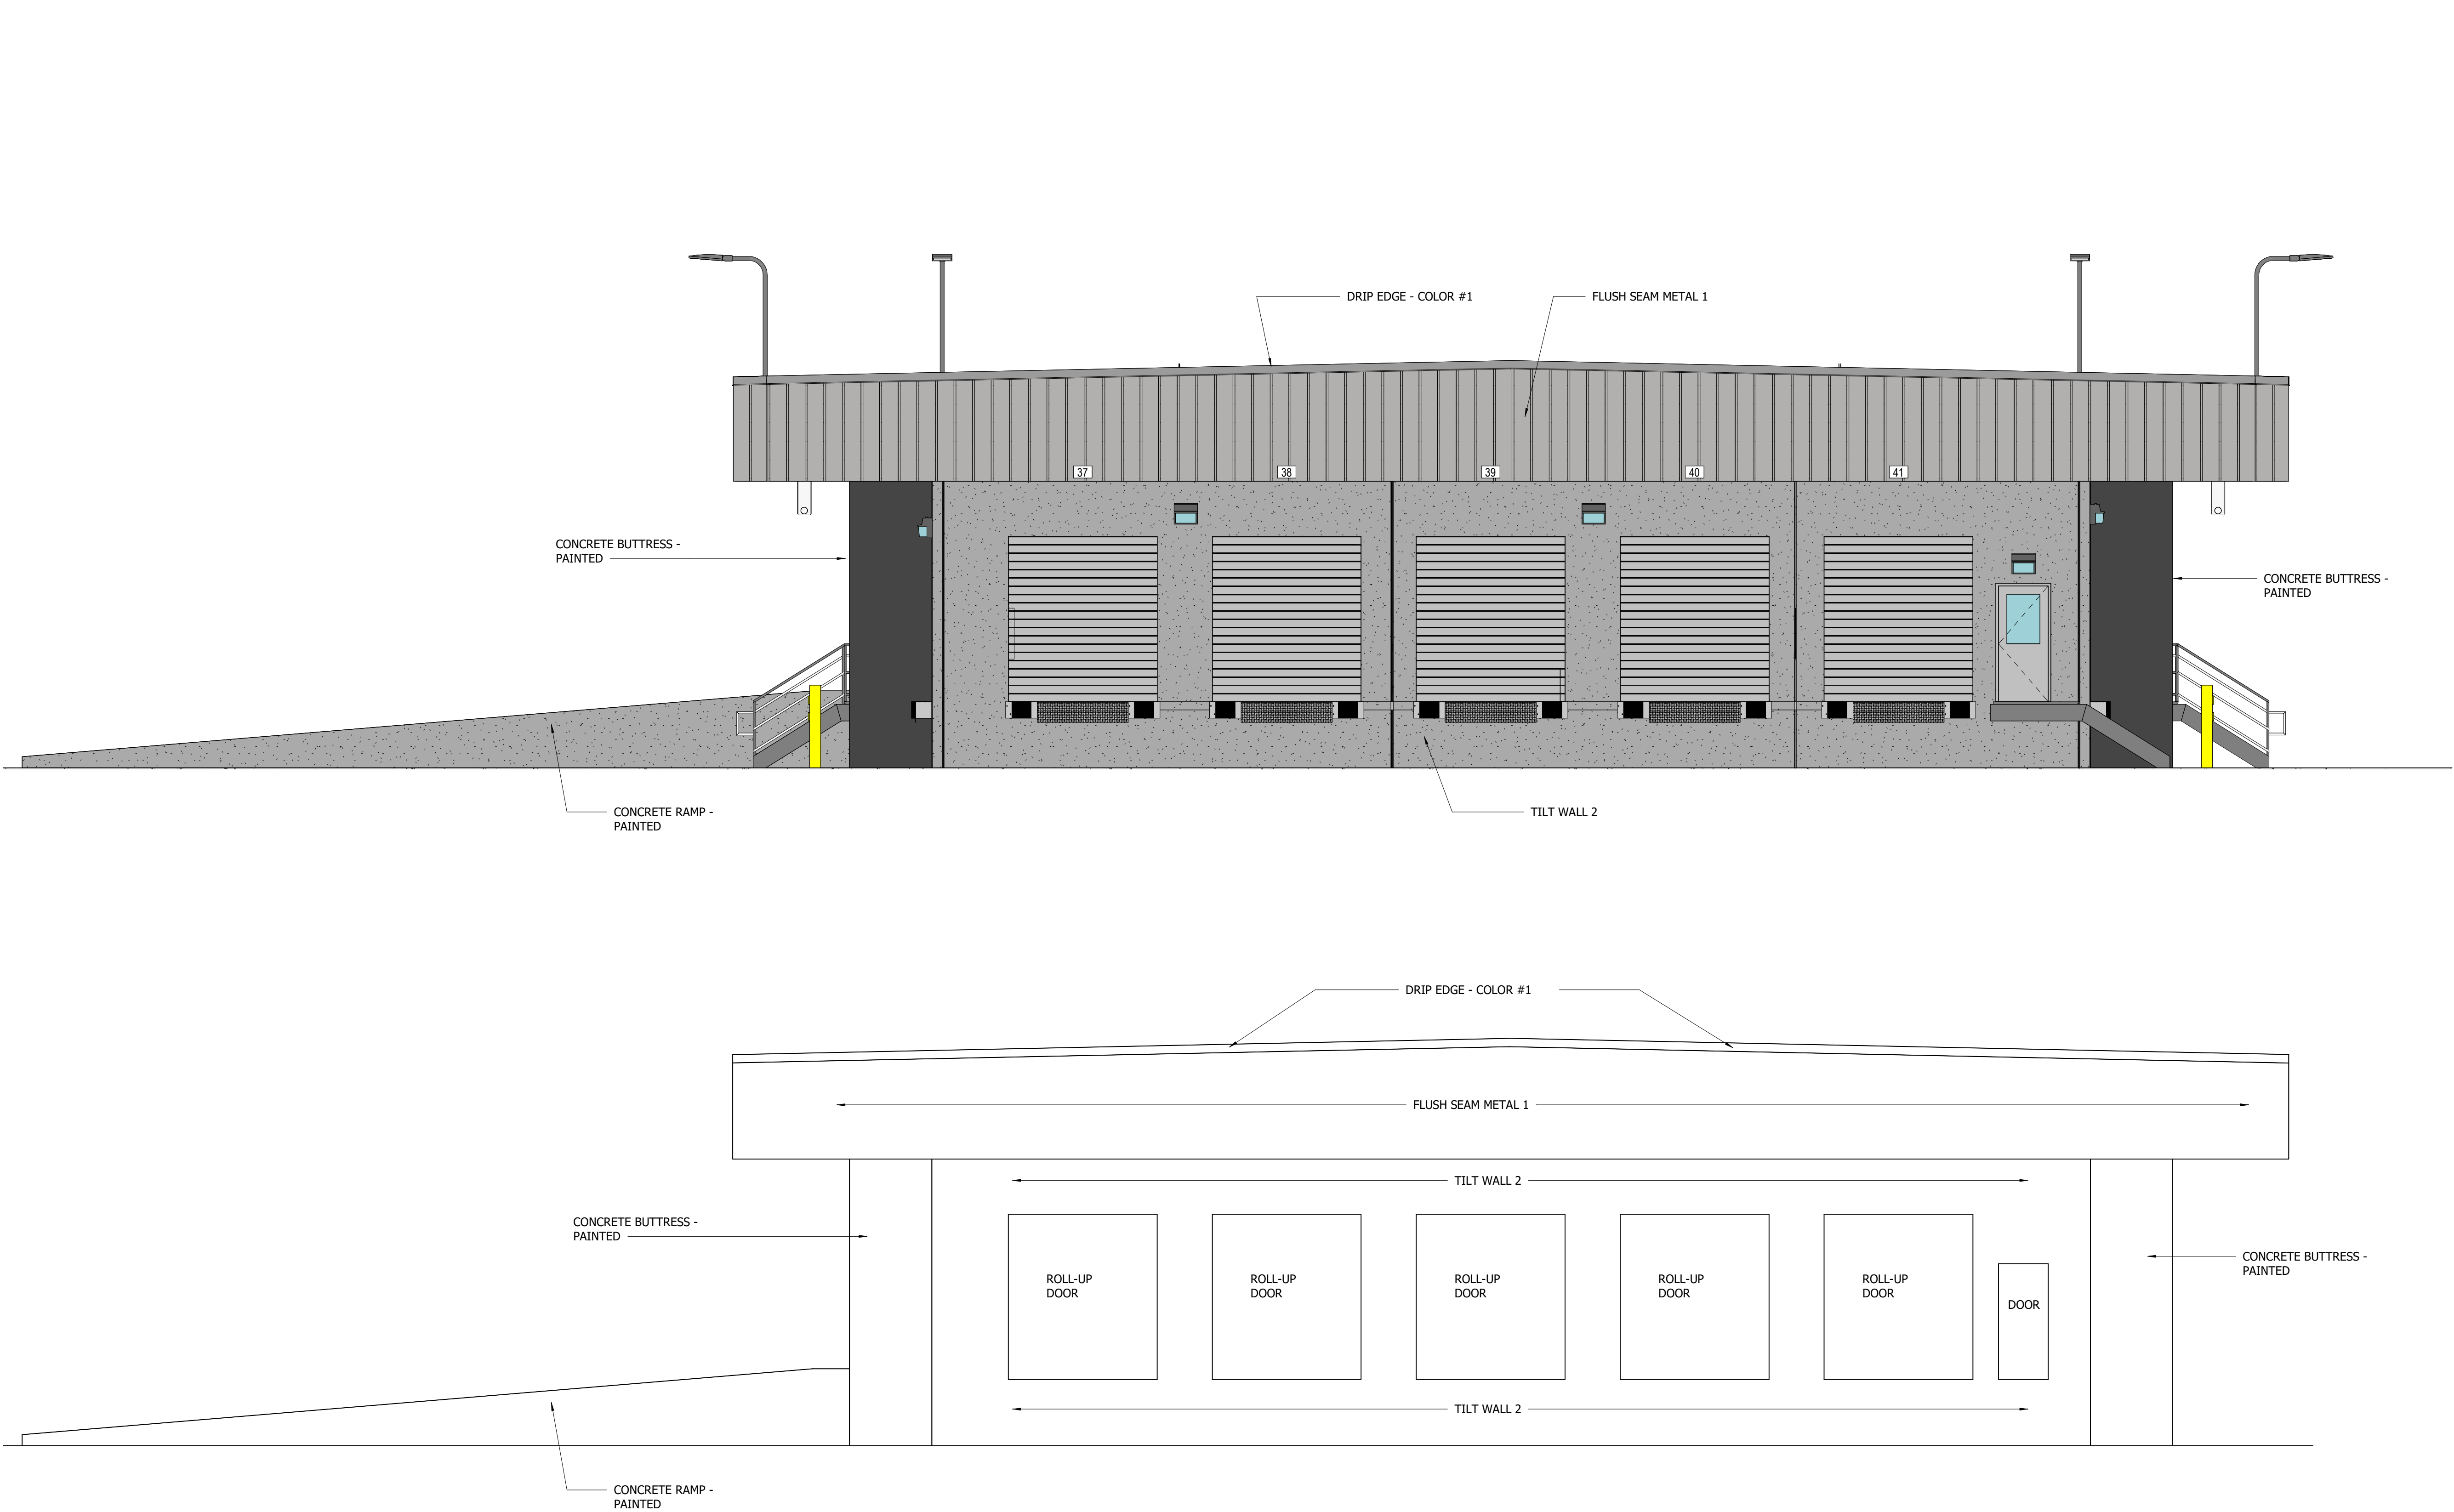 DRIP EDGE - COLOR #1
FLUSH SEAM METAL 1
37
38
39
40
41
CONCRETE BUTTRESS -
PAINTED
CONCRETE BUTTRESS -
PAINTED
CONCRETE RAMP -
PAINTED
TILT WALL 2
DRIP EDGE - COLOR #1
FLUSH SEAM METAL 1
TILT WALL 2
CONCRETE BUTTRESS -
PAINTED
CONCRETE BUTTRESS -
PAINTED
ROLL-UP
DOOR
ROLL-UP
DOOR
ROLL-UP
DOOR
ROLL-UP
DOOR
ROLL-UP
DOOR
DOOR
TILT WALL 2
CONCRETE RAMP -
PAINTED